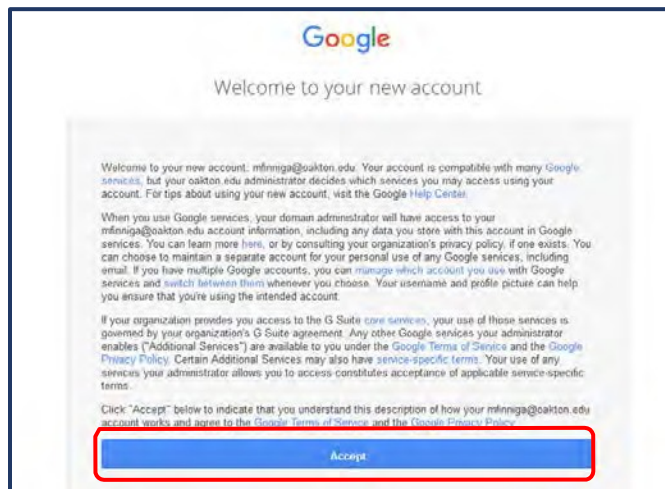 Google
Welcome to your new account
Welcome to your new account: mfinniga@oakton.edu. Your account is compatible with many Google
services, but your oakton.edu administrator decides which services you may access using your
account. For tips about using your new account, visit the Google Help Center.
When you use Google services, your domain administrator will have access to your
mfinniga@oakton.edu account information, including any data you store with this account in Google
services. You can learn more here, or by consulting your organization's privacy policy, if one exists. You
can choose to maintain a separate account for your personal use of any Google services, including
email. If you have multiple Google accounts, you can manage which account you use with Google
services and switch between them whenever you choose. Your username and profile picture can help
you ensure that you're using the intended account.
If your organization provides you access to the G Suite core services, your use of those services is
governed by your organization's G Suite agreement. Any other Google services your administrator
enables ("Additional Services") are available to you under the Google Terms of Service and the Google
Privacy Policy. Certain Additional Services may also have service-specific terms. Your use of any
services your administrator allows you to access constitutes acceptance of applicable service-specific
terms.
Click "Accept" below to indicate that you understand this description of how your mfinniga@oakton.edu
account works and agree to the Google Terms of Service and the Google Privacy Policy.
Accept